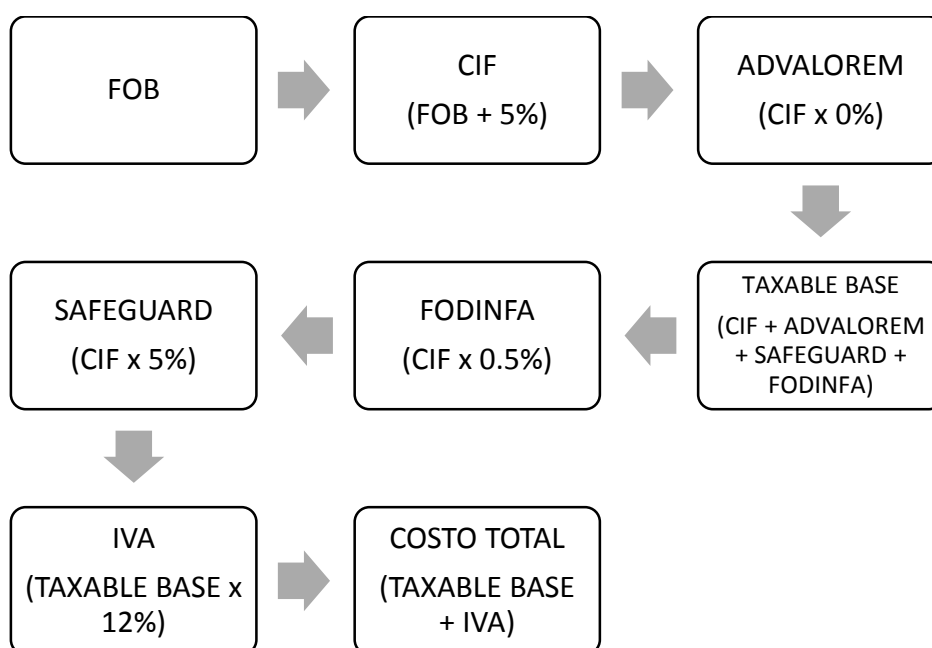 FOB
CIF
(FOB + 5%)
ADVALOREM
(CIF x 0%)
TAXABLE BASE
(CIF + ADVALOREM
+ SAFEGUARD +
FODINFA)
FODINFA
(CIF x 0.5%)
SAFEGUARD
(CIF x 5%)
IVA
(TAXABLE BASE x
12%)
COSTO TOTAL
(TAXABLE BASE
+ IVA)